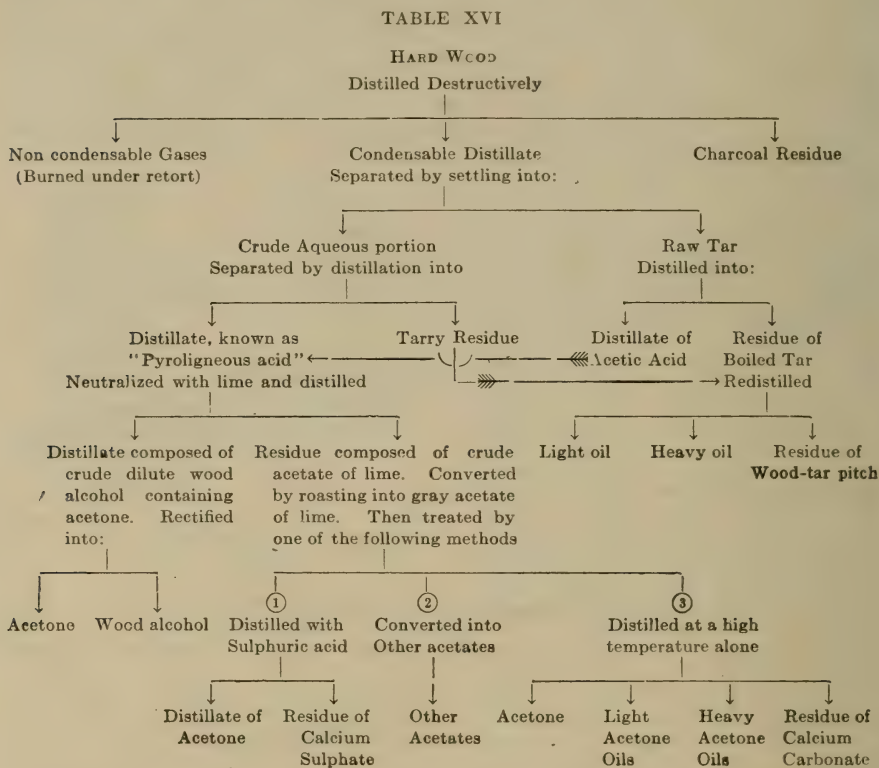 TABLE XVI
HARD WOOD
Distilled Destructively
Non condensable Gases
(Burned under retort)
Condensable Distillate
Separated by settling into:
Charcoal Residue
Crude Aqueous portion
Separated by distillation into
Raw Tar
Distilled into:
Distillate, known as
"Pyroligneous acid"
Neutralized with lime and distilled
Tarry Residue
Distillate of
Acetic Acid
Residue of
Boiled Tar
Redistilled
Distillate composed of
crude dilute wood
alcohol containing
acetone. Rectified
into:
Residue composed of crude
acetate of lime. Converted
by roasting into gray acetate
of lime. Then treated by
one of the following methods
Light oil
Heavy oil
Residue of
Wood-tar pitch
Acetone
Wood alcohol
①
Distilled with
Sulphuric acid
②
Converted into
Other acetates
③
Distilled at a high
temperature alone
Distillate of
Acetone
Residue of
Calcium
Sulphate
Other
Acetates
Acetone
Light
Acetone
Oils
Heavy
Acetone
Oils
Residue of
Calcium
Carbonate